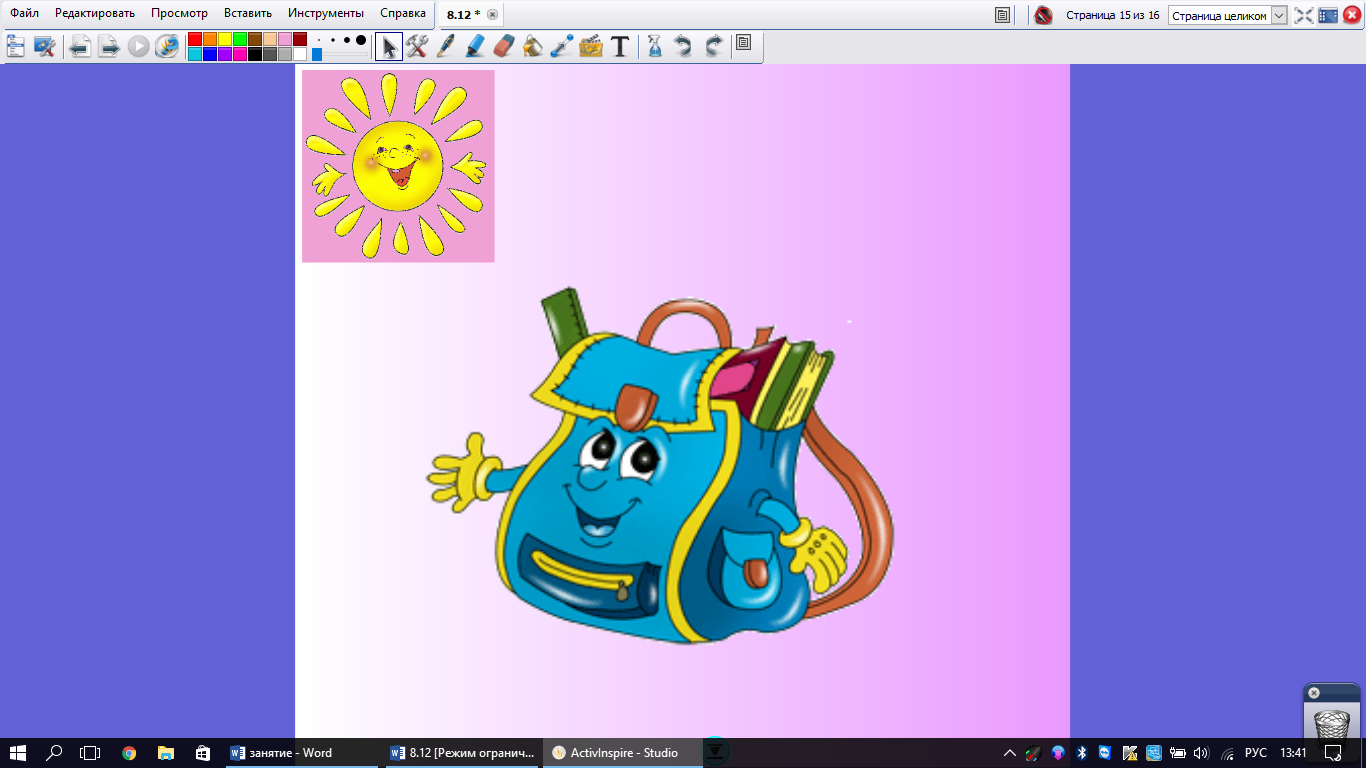 Файл Редактировать Просмотр Вставить Инструменты Справка 8.12 * Страница 15 из 16 Страница целиком
T
занятие - Word 8.12 [Режим огранич... ActivInspire - Studio РУС 13:41